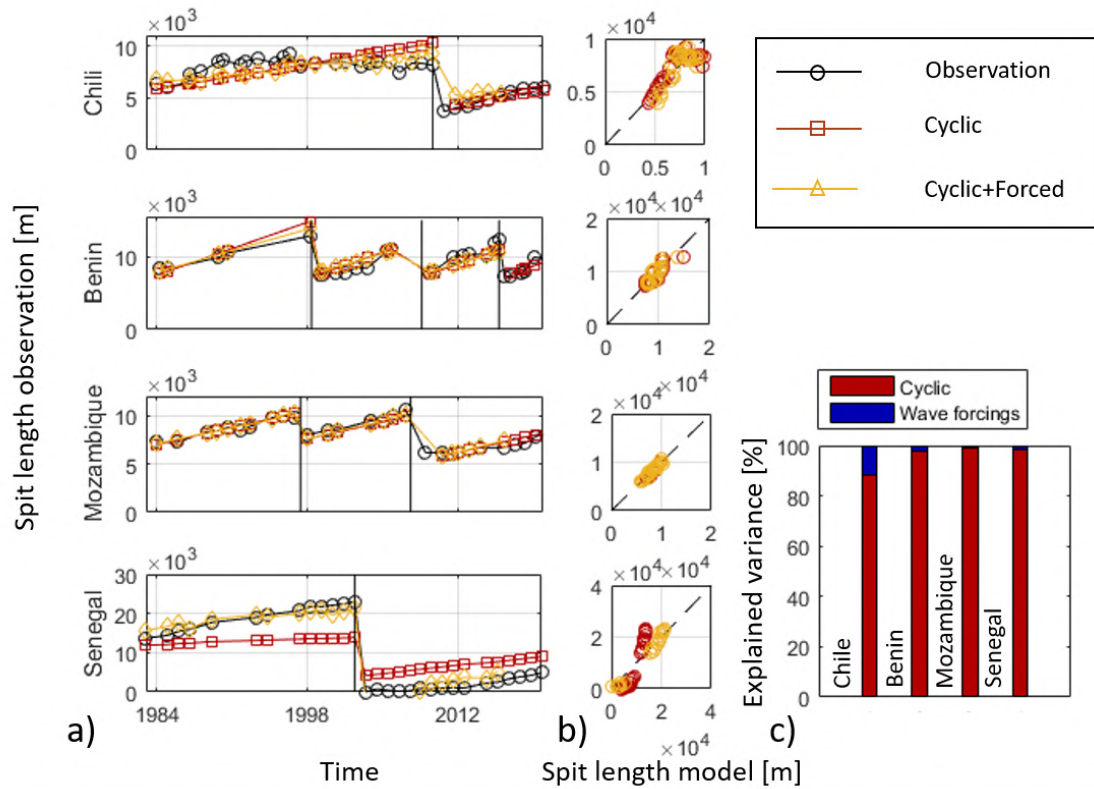 Spit length observation [m]
× 10³
Chili
10
5
0
Benin
× 10³
10
0
Mozambique
× 10³
10
5
0
Senegal
× 10³
30
20
10
0
1984
1998
2012
a)
Time
× 10⁴
1
0.5
0
0
0.5
1
× 10⁴
× 10⁴
2
1
0
0
1
2
× 10⁴
× 10⁴
2
1
0
0
1
2
× 10⁴
× 10⁴
4
2
0
0
2
4
× 10⁴
b)
Spit length model [m]
Observation
Cyclic
Cyclic+Forced
Cyclic
Wave forcings
Explained variance [%]
100
80
60
40
20
0
Chile
Benin
Mozambique
Senegal
c)